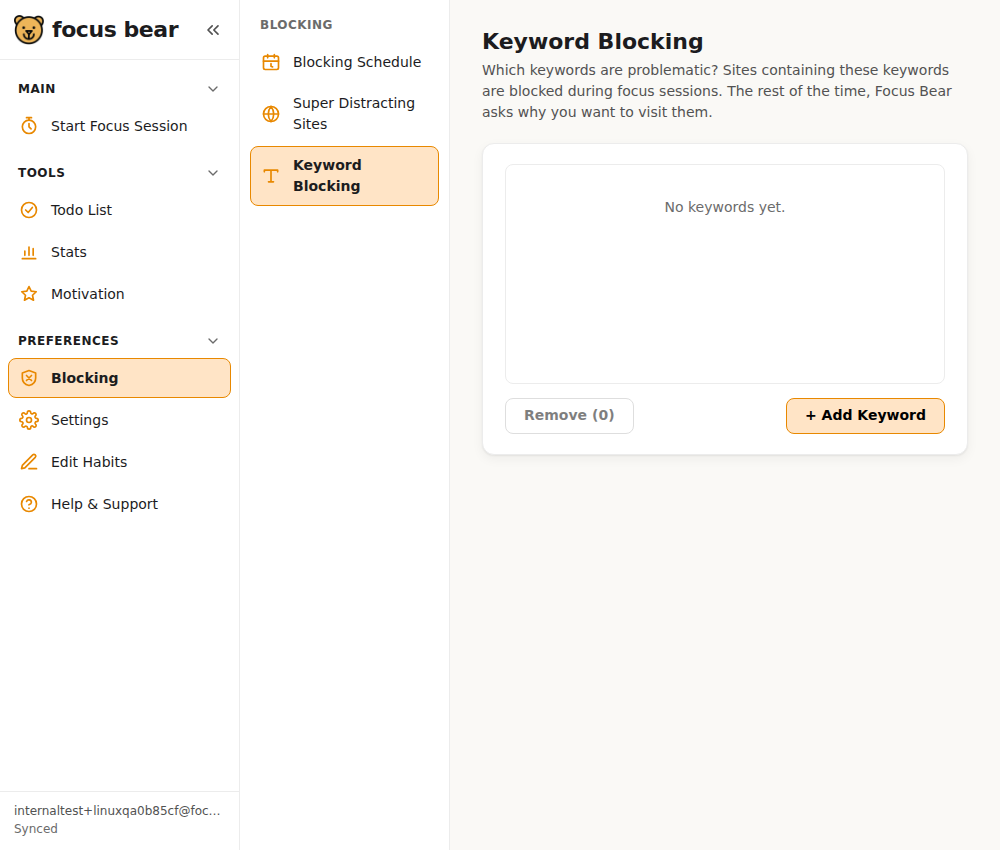 focus bear
MAIN
Start Focus Session
TOOLS
Todo List
Stats
Motivation
PREFERENCES
Blocking
Settings
Edit Habits
Help & Support
internaltest+linuxqa0b85cf@foc...
Synced
BLOCKING
Blocking Schedule
Super Distracting
Sites
Keyword
Blocking
Keyword Blocking
Which keywords are problematic? Sites containing these keywords
are blocked during focus sessions. The rest of the time, Focus Bear
asks why you want to visit them.
No keywords yet.
Remove (0)
+ Add Keyword